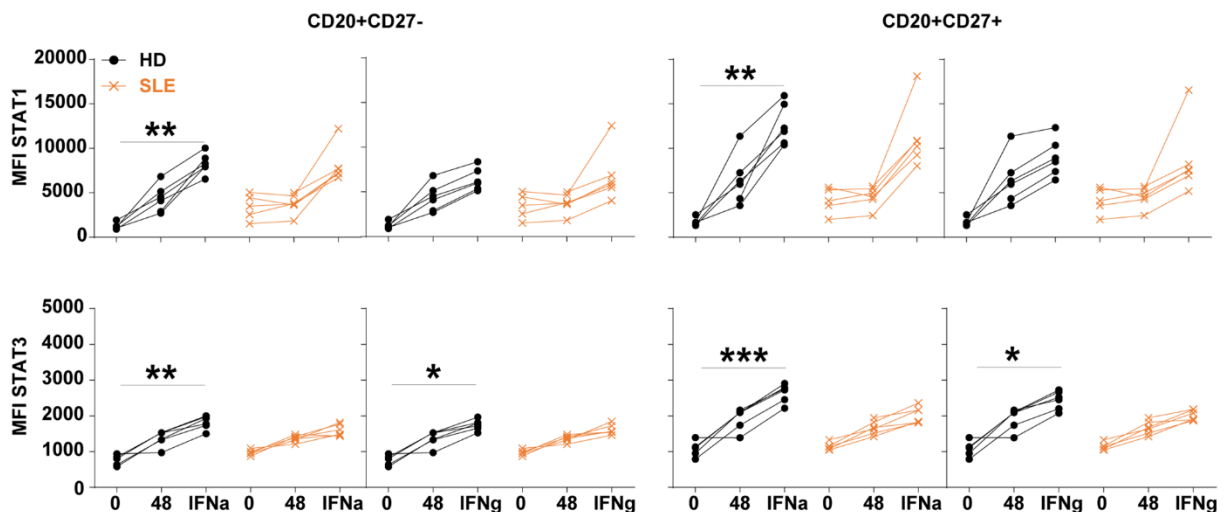 CD20+CD27- CD20+CD27+
20000
HD
SLE
15000
10000
5000
0
MFI STAT1
** **
5000
4000
3000
2000
1000
0
MFI STAT3
** * *** *
0 48 IFNa 0 48 IFNa 0 48 IFNg 0 48 IFNg 0 48 IFNa 0 48 IFNa 0 48 IFNg 0 48 IFNg